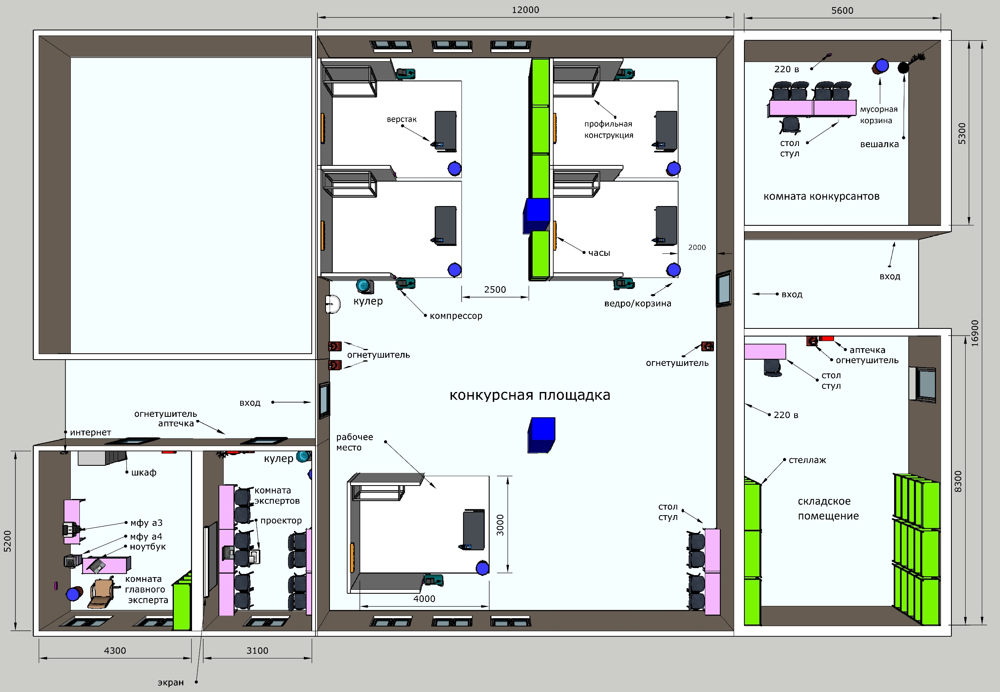 12000
5600
220 в
мусорная
корзина
стол
стул
вешалка
5300
верстак
профильная
конструкция
комната конкурсантов
2000
часы
вход
вход
2500
кулер
компрессор
ведро/корзина
16900
огнетушитель
огнетушитель
аптечка
огнетушитель
стол
стул
конкурсная площадка
вход
огнетушитель
аптечка
интернет
220 в
рабочее
место
кулер
шкаф
стеллаж
8300
комната
экспертов
проектор
мфу а3
мфу а4
ноутбук
5200
3000
стол
стул
складское
помещение
комната
главного
эксперта
4000
4300
3100
экран